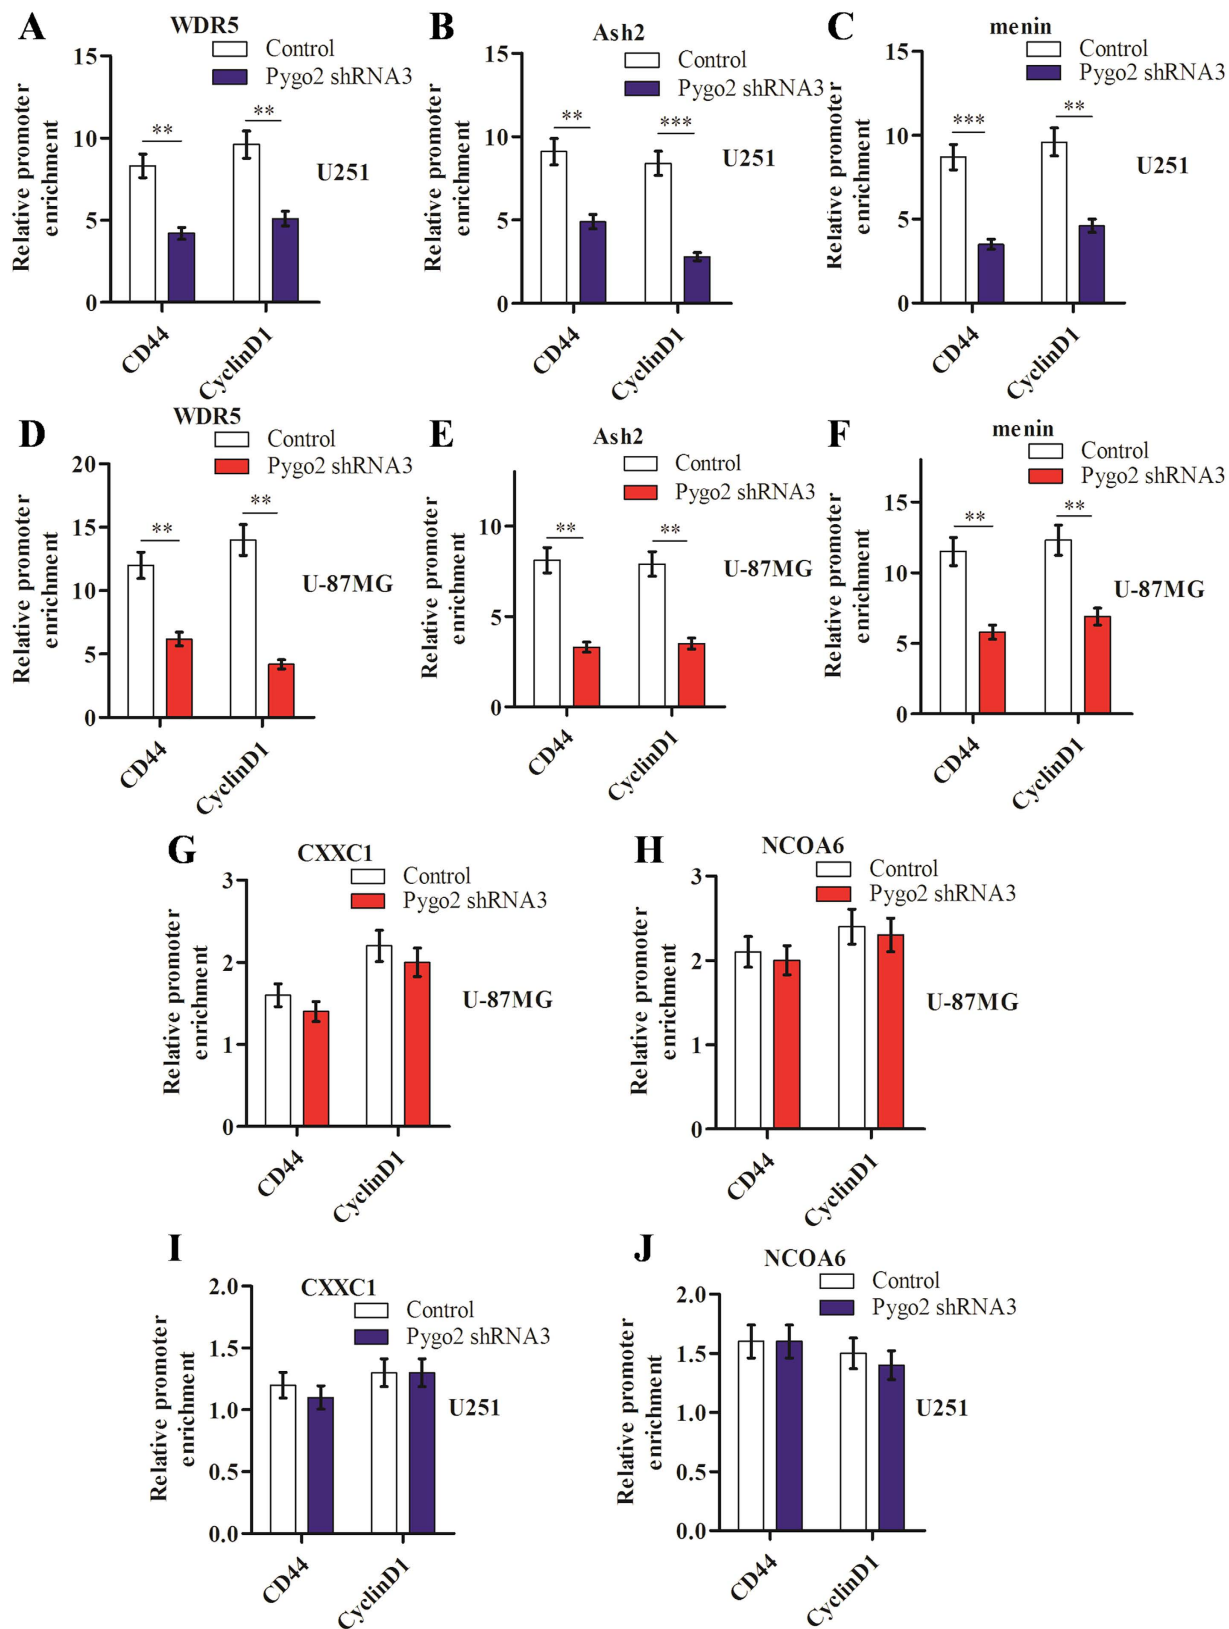 A
WDR5
Control
Pygo2 shRNA3
15
10
5
0
Relative promoter
enrichment
**
**
U251
CD44
CyclinD1
B
Ash2
Control
Pygo2 shRNA3
15
10
5
0
Relative promoter
enrichment
**
***
U251
CD44
CyclinD1
C
menin
Control
Pygo2 shRNA3
15
10
5
0
Relative promoter
enrichment
***
**
U251
CD44
CyclinD1
D
WDR5
Control
Pygo2 shRNA3
20
15
10
5
0
Relative promoter
enrichment
**
**
U-87MG
CD44
CyclinD1
E
Ash2
Control
Pygo2 shRNA3
10
5
0
Relative promoter
enrichment
**
**
U-87MG
CD44
CyclinD1
F
menin
Control
Pygo2 shRNA3
15
10
5
0
Relative promoter
enrichment
**
**
U-87MG
CD44
CyclinD1
G
CXXC1
Control
Pygo2 shRNA3
3
2
1
0
Relative promoter
enrichment
U-87MG
CD44
CyclinD1
H
NCOA6
Control
Pygo2 shRNA3
3
2
1
0
Relative promoter
enrichment
U-87MG
CD44
CyclinD1
I
CXXC1
Control
Pygo2 shRNA3
2.0
1.5
1.0
0.5
0.0
Relative promoter
enrichment
U251
CD44
CyclinD1
J
NCOA6
Control
Pygo2 shRNA3
2.0
1.5
1.0
0.5
0.0
Relative promoter
enrichment
U251
CD44
CyclinD1